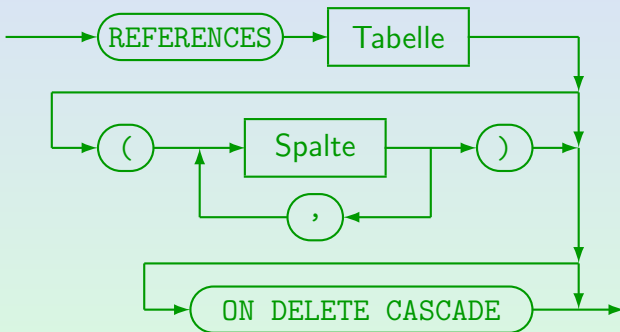 REFERENCES Tabelle
( Spalte )
,
ON DELETE CASCADE